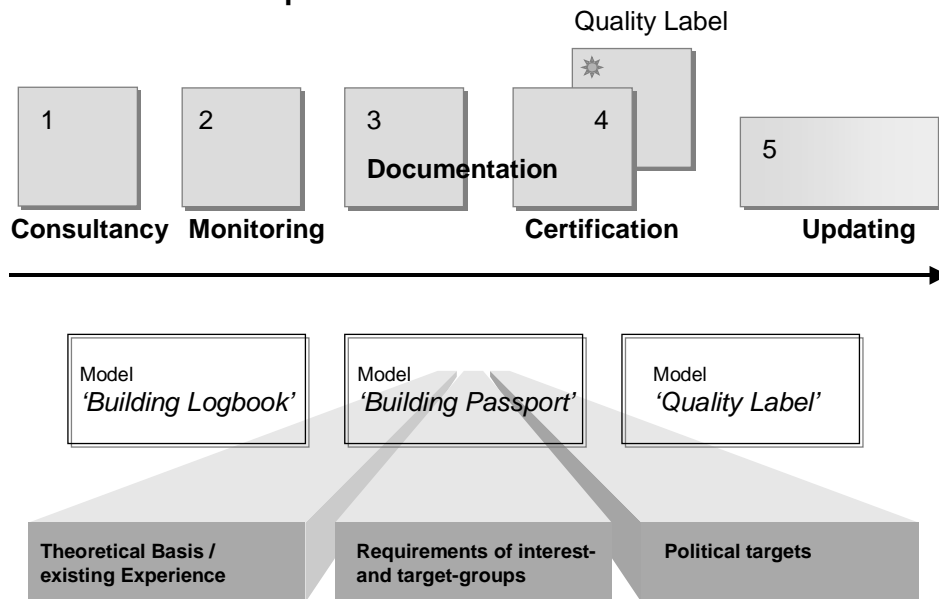 Quality Label
1
2
3
4
5
Documentation
Consultancy
Monitoring
Certification
Updating
Model
‘Building Logbook’
Model
‘Building Passport’
Model
‘Quality Label’
Theoretical Basis /
existing Experience
Requirements of interest-
and target-groups
Political targets